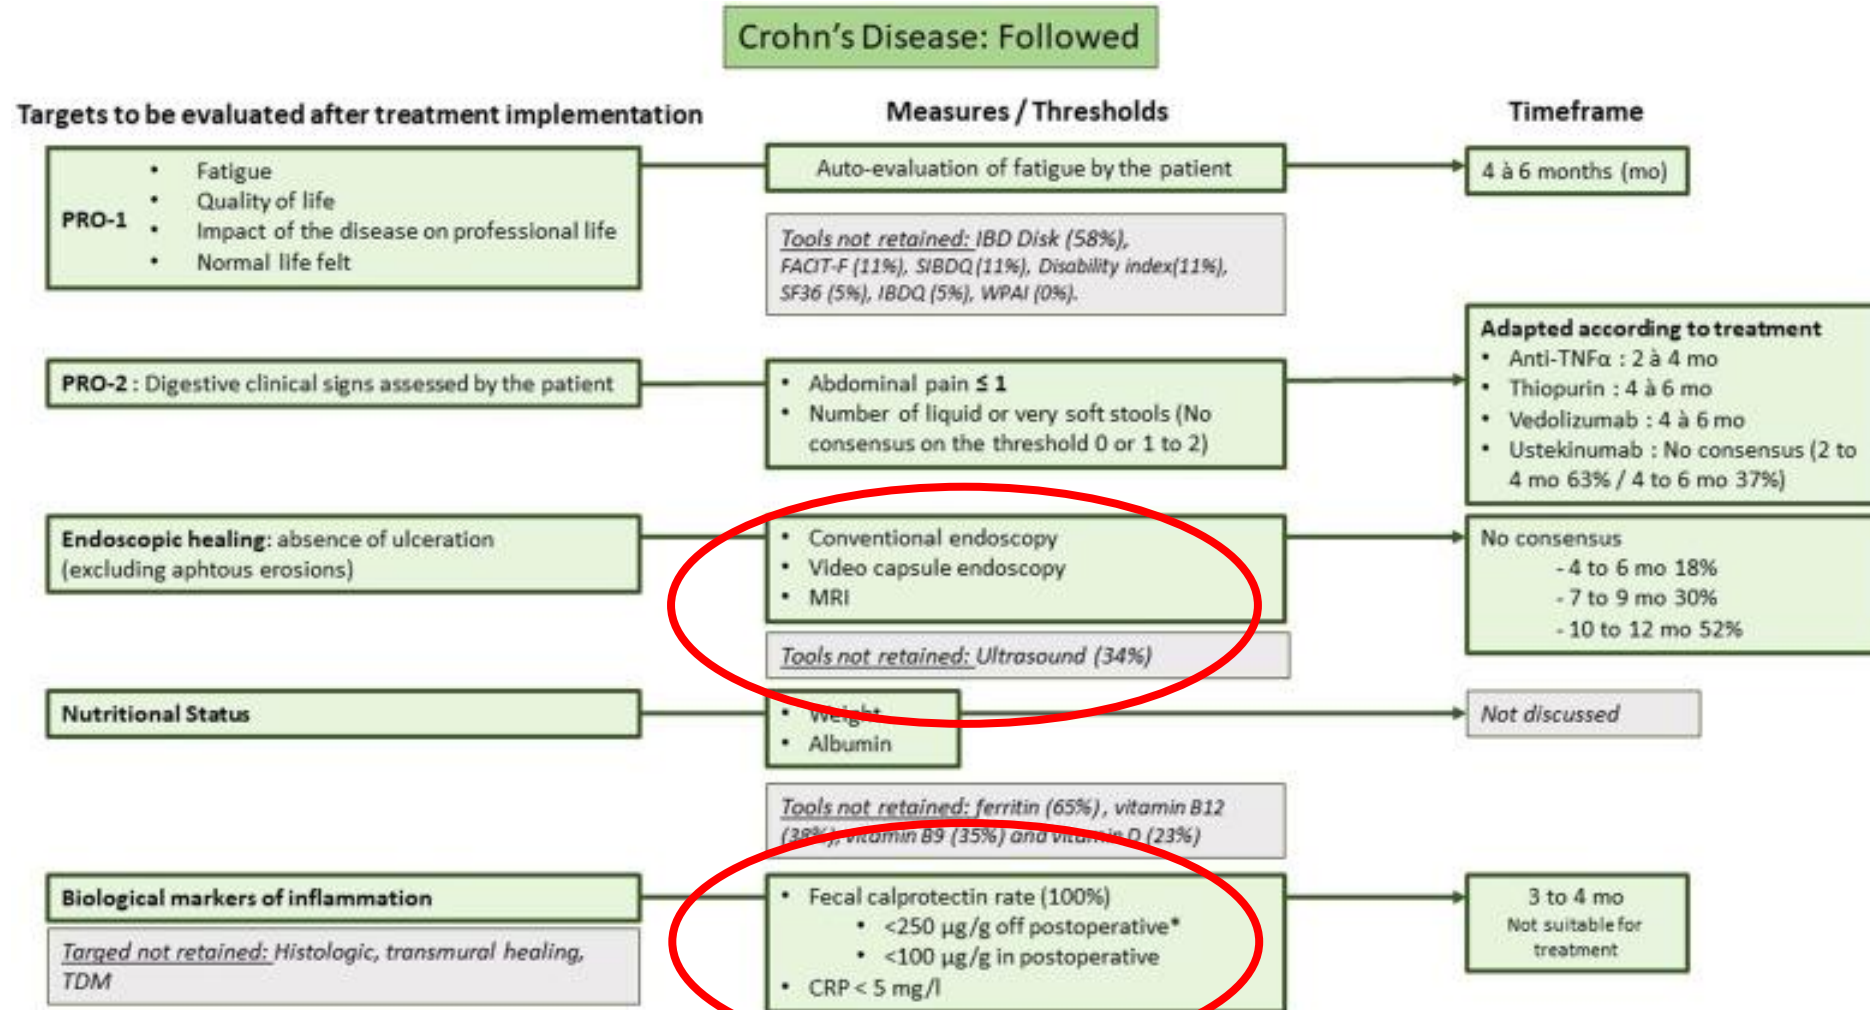 Crohn's Disease: Followed
Targets to be evaluated after treatment implementation
Measures / Thresholds
Timeframe
PRO-1
• Fatigue
• Quality of life
• Impact of the disease on professional life
• Normal life felt
Auto-evaluation of fatigue by the patient
4 à 6 months (mo)
Tools not retained: IBD Disk (58%),
FACIT-F (11%), SIBDQ (11%), Disability index(11%),
SF36 (5%), IBDQ (5%), WPAI (0%).
PRO-2 : Digestive clinical signs assessed by the patient
• Abdominal pain ≤ 1
• Number of liquid or very soft stools (No
consensus on the threshold 0 or 1 to 2)
Adapted according to treatment
• Anti-TNFα : 2 à 4 mo
• Thiopurin : 4 à 6 mo
• Vedolizumab : 4 à 6 mo
• Ustekinumab : No consensus (2 to
4 mo 63% / 4 to 6 mo 37%)
Endoscopic healing: absence of ulceration
(excluding aphtous erosions)
• Conventional endoscopy
• Video capsule endoscopy
• MRI
Tools not retained: Ultrasound (34%)
No consensus
- 4 to 6 mo 18%
- 7 to 9 mo 30%
- 10 to 12 mo 52%
Nutritional Status
• Weight
• Albumin
Not discussed
Tools not retained: ferritin (65%), vitamin B12
(38%), vitamin B9 (35%) and vitamin D (23%)
Biological markers of inflammation
Targed not retained: Histologic, transmural healing,
TDM
• Fecal calprotectin rate (100%)
• <250 µg/g off postoperative*
• <100 µg/g in postoperative
• CRP < 5 mg/l
3 to 4 mo
Not suitable for
treatment